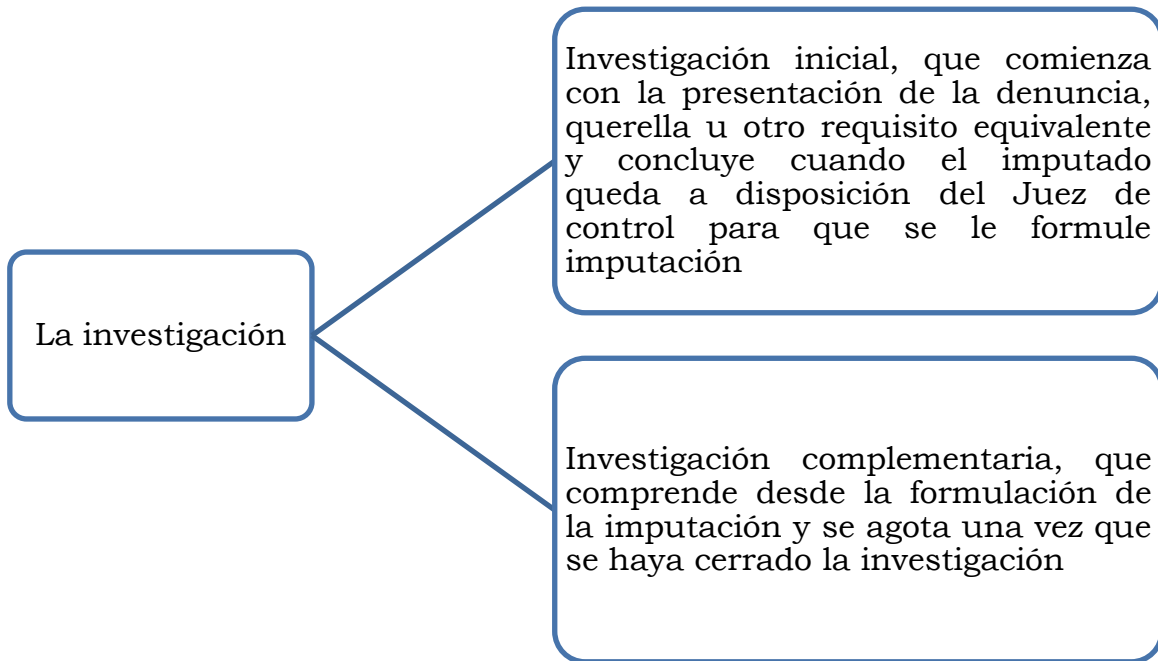 La investigación
Investigación inicial, que comienza
con la presentación de la denuncia,
querella u otro requisito equivalente
y concluye cuando el imputado
queda a disposición del Juez de
control para que se le formule
imputación
Investigación complementaria, que
comprende desde la formulación de
la imputación y se agota una vez que
se haya cerrado la investigación